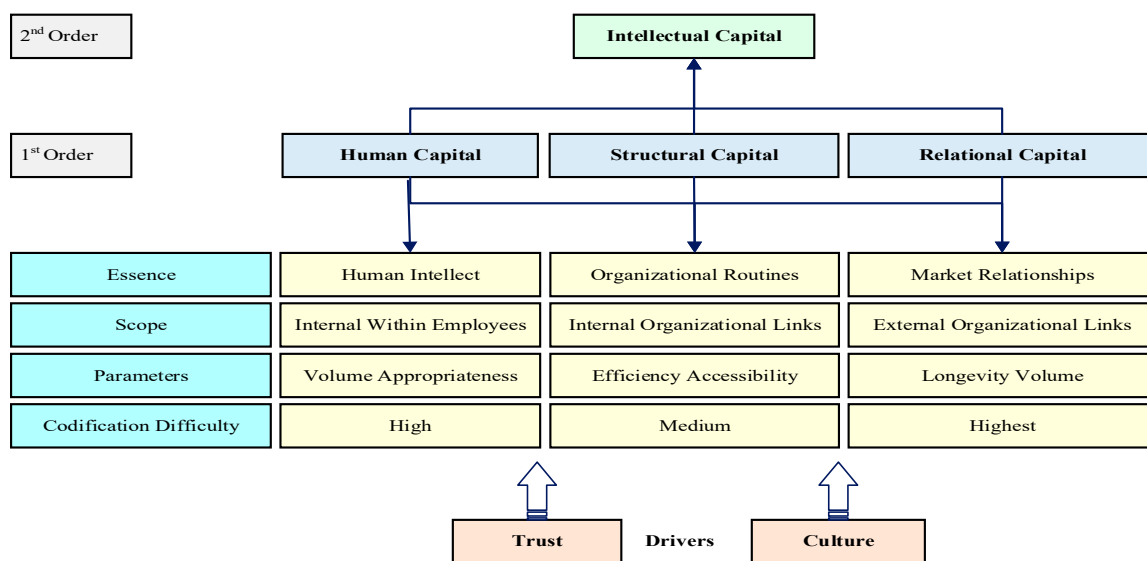 2nd Order
Intellectual Capital
1st Order
Human Capital
Structural Capital
Relational Capital
Essence
Human Intellect
Organizational Routines
Market Relationships
Scope
Internal Within Employees
Internal Organizational Links
External Organizational Links
Parameters
Volume Appropriateness
Efficiency Accessibility
Longevity Volume
Codification Difficulty
High
Medium
Highest
Trust
Drivers
Culture